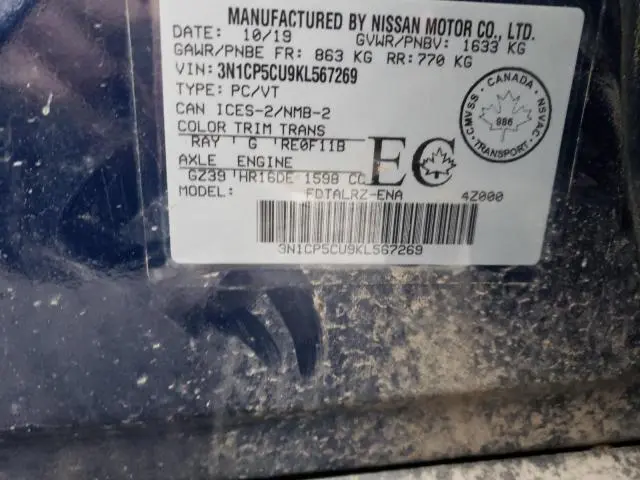 MANUFACTURED BY NISSAN MOTOR CO., LTD.
DATE: 10/19 GVWR/PNBV: 1633 KG
GAWR/PNBE FR: 863 KG RR: 770 KG
VIN: 3N1CP5CU9KL567269
TYPE: PC/VT
CAN ICES-2/NMB-2
COLOR TRIM TRANS
RAY G RE0F11B
AXLE ENGINE
GZ39 HR16DE 1598 CC
MODEL: FDTALRZ-ENA 4Z000
3N1CP5CU9KL567269
EC
CMVSS · CANADA · NSVAC
986
TRANSPORT